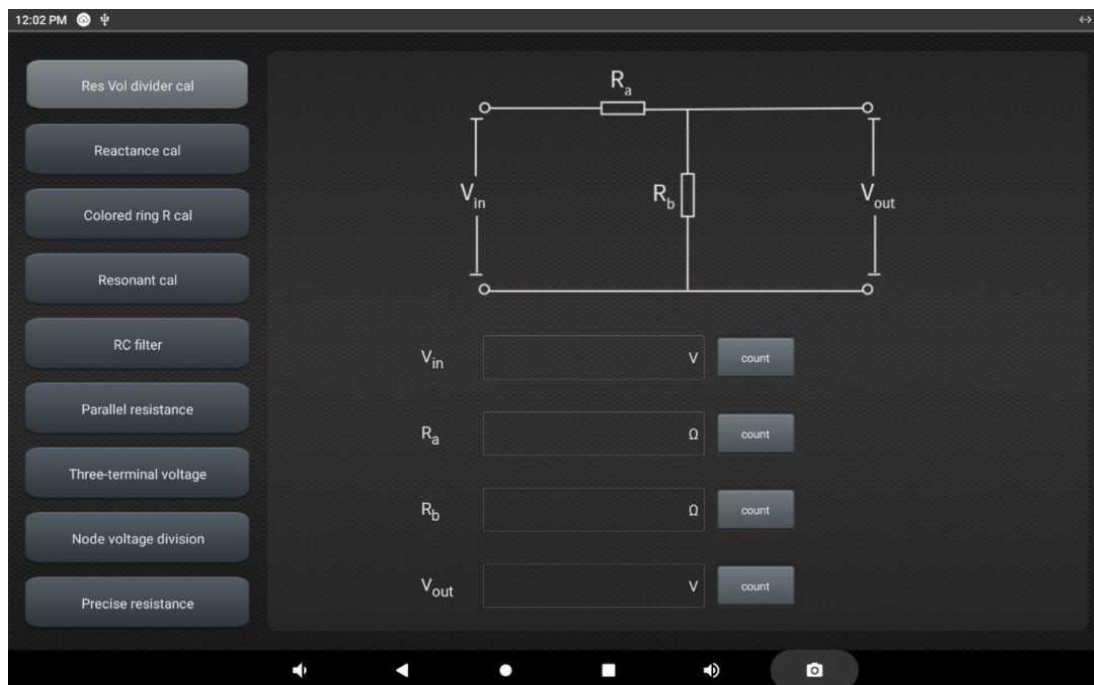 12:02 PM
Res Vol divider cal
Reactance cal
Colored ring R cal
Resonant cal
RC filter
Parallel resistance
Three-terminal voltage
Node voltage division
Precise resistance
Ra
Vin
Rb
Vout
Vin V count
Ra Ω count
Rb Ω count
Vout V count